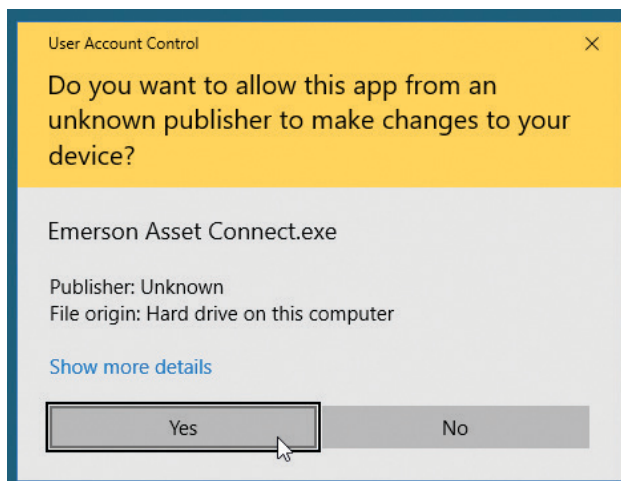 User Account Control
Do you want to allow this app from an
unknown publisher to make changes to your
device?
Emerson Asset Connect.exe
Publisher: Unknown
File origin: Hard drive on this computer
Show more details
Yes
No